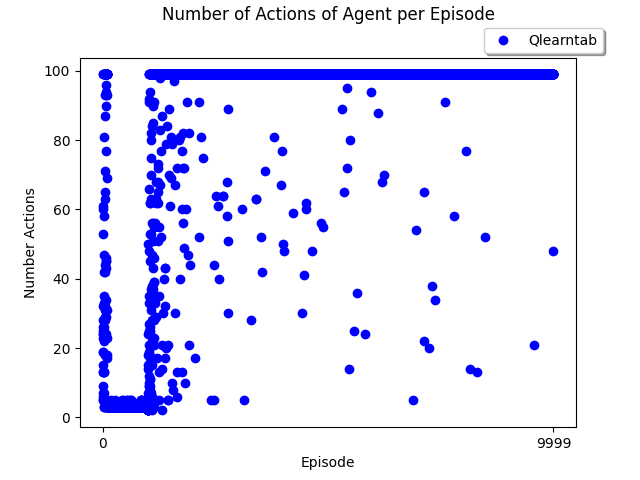 Number of Actions of Agent per Episode
Qlearntab
100
80
60
40
20
0
Number Actions
0
9999
Episode